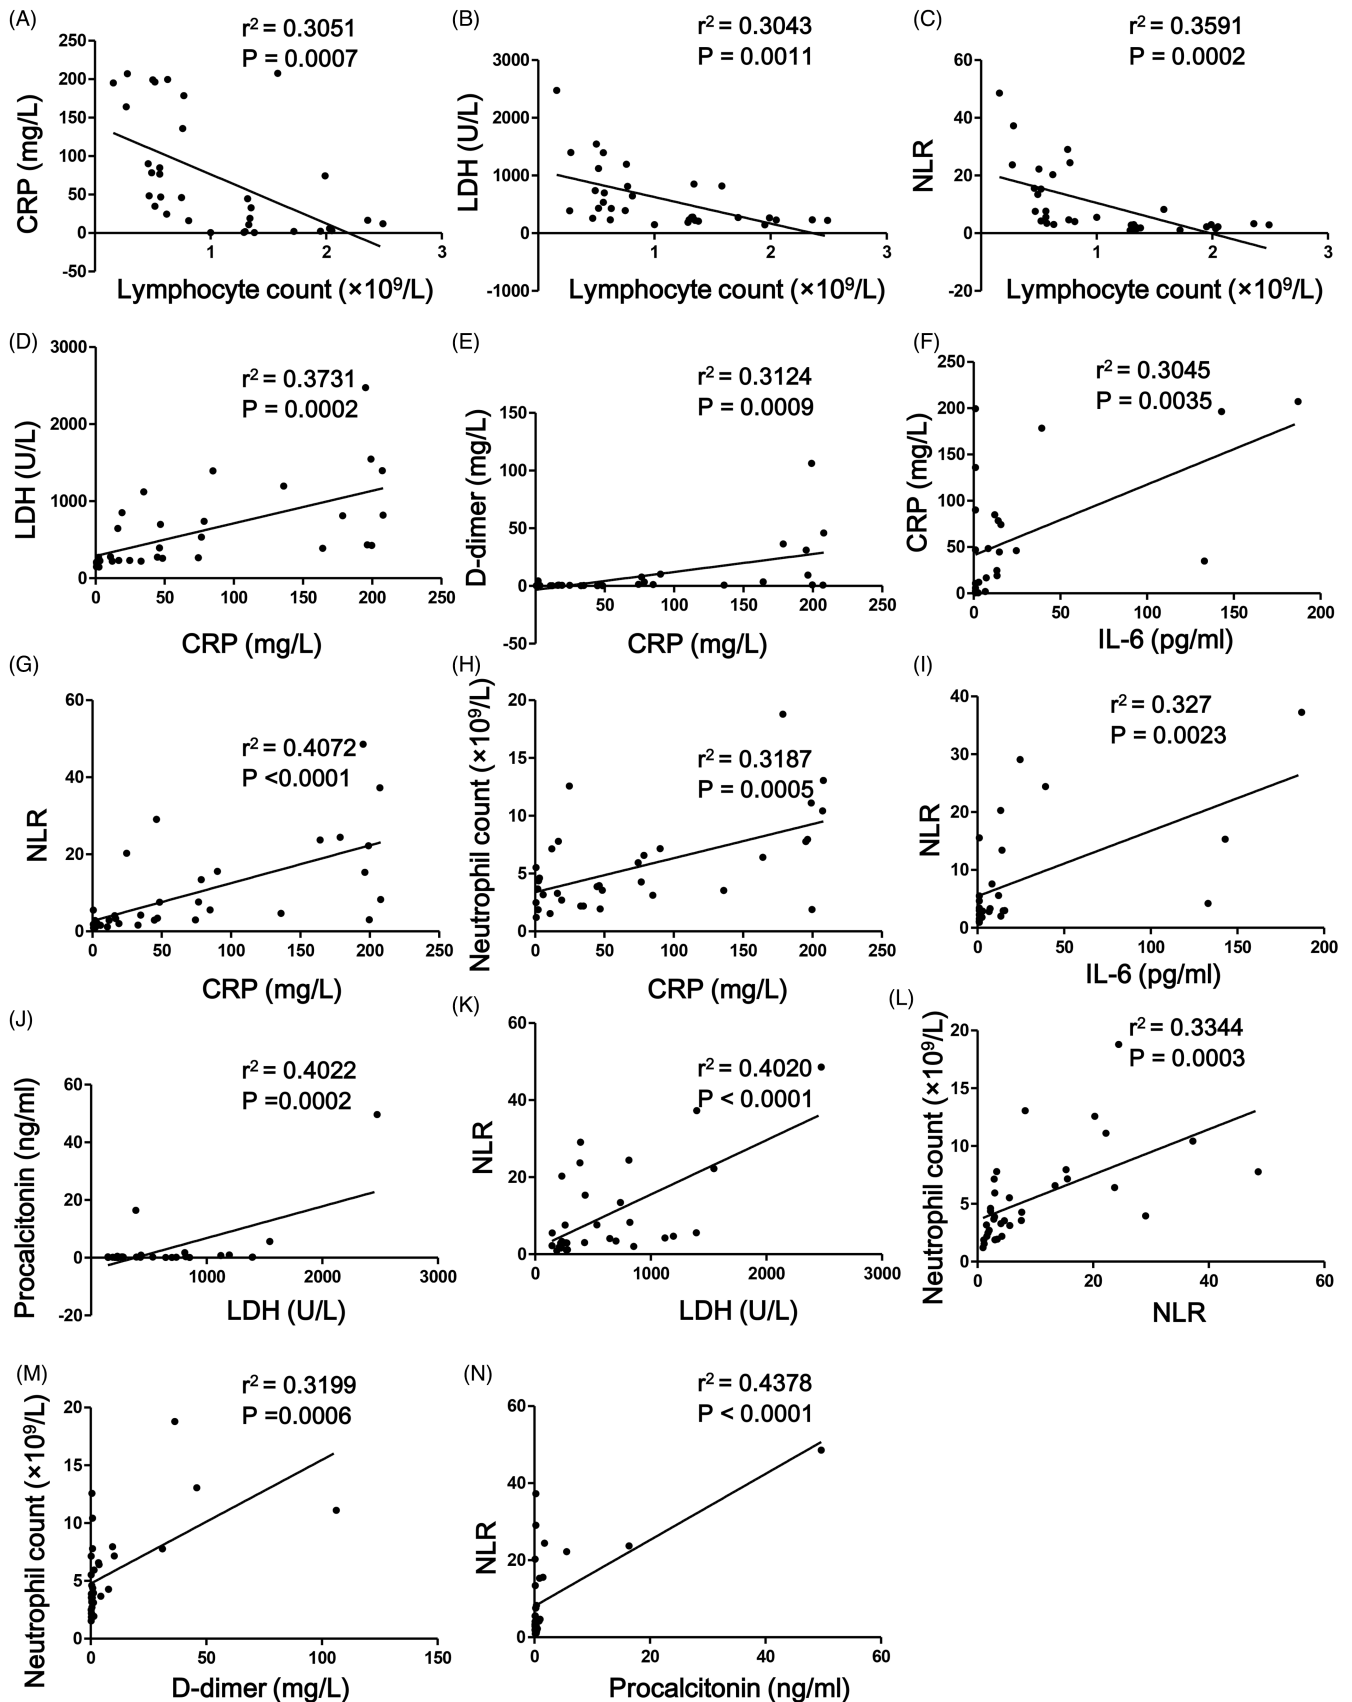 (A)
r² = 0.3051
P = 0.0007
CRP (mg/L)
250
200
150
100
50
0
-50
1
2
3
Lymphocyte count (×10⁹/L)
(B)
r² = 0.3043
P = 0.0011
LDH (U/L)
3000
2000
1000
0
-1000
1
2
3
Lymphocyte count (×10⁹/L)
(C)
r² = 0.3591
P = 0.0002
NLR
60
40
20
0
-20
1
2
3
Lymphocyte count (×10⁹/L)
(D)
r² = 0.3731
P = 0.0002
LDH (U/L)
3000
2000
1000
0
0
50
100
150
200
250
CRP (mg/L)
(E)
r² = 0.3124
P = 0.0009
D-dimer (mg/L)
150
100
50
0
-50
50
100
150
200
250
CRP (mg/L)
(F)
r² = 0.3045
P = 0.0035
CRP (mg/L)
250
200
150
100
50
0
0
50
100
150
200
IL-6 (pg/ml)
(G)
r² = 0.4072
P <0.0001
NLR
60
40
20
0
0
50
100
150
200
250
CRP (mg/L)
(H)
r² = 0.3187
P = 0.0005
Neutrophil count (×10⁹/L)
20
15
10
5
0
0
50
100
150
200
250
CRP (mg/L)
(I)
r² = 0.327
P = 0.0023
NLR
40
30
20
10
0
0
50
100
150
200
IL-6 (pg/ml)
(J)
r² = 0.4022
P =0.0002
Procalcitonin (ng/ml)
60
40
20
0
-20
1000
2000
3000
LDH (U/L)
(K)
r² = 0.4020
P < 0.0001
NLR
60
40
20
0
0
1000
2000
3000
LDH (U/L)
(L)
r² = 0.3344
P = 0.0003
Neutrophil count (×10⁹/L)
20
15
10
5
0
0
20
40
60
NLR
(M)
r² = 0.3199
P =0.0006
Neutrophil count (×10⁹/L)
20
15
10
5
0
0
50
100
150
D-dimer (mg/L)
(N)
r² = 0.4378
P < 0.0001
NLR
60
40
20
0
0
20
40
60
Procalcitonin (ng/ml)